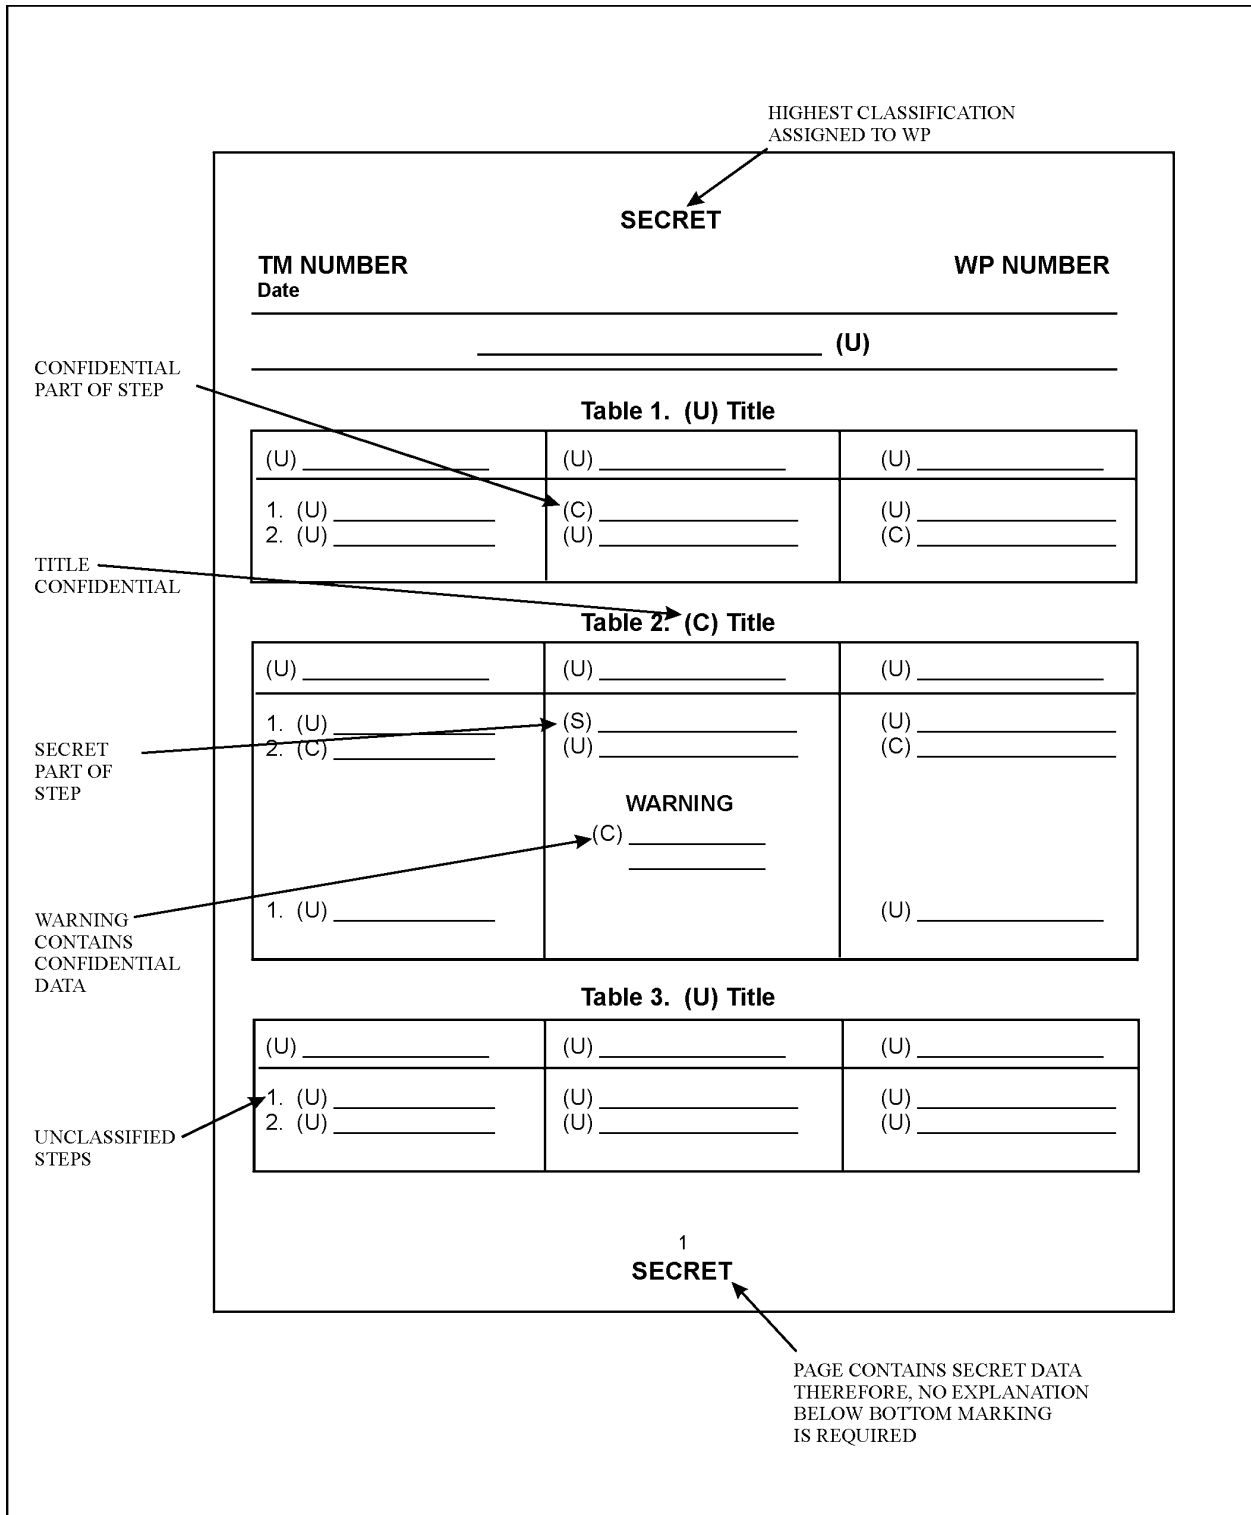 HIGHEST CLASSIFICATION
ASSIGNED TO WP
SECRET
TM NUMBER WP NUMBER
Date
(U)
CONFIDENTIAL
PART OF STEP
Table 1. (U) Title
(U) (U) (U)
1. (U) (C) (U)
2. (U) (U) (C)
TITLE
CONFIDENTIAL
Table 2. (C) Title
(U) (U) (U)
1. (U) (S) (U)
2. (C) (U) (C)
SECRET
PART OF
STEP
WARNING
(C)
1. (U) (U)
WARNING
CONTAINS
CONFIDENTIAL
DATA
Table 3. (U) Title
(U) (U) (U)
1. (U) (U) (U)
2. (U) (U) (U)
UNCLASSIFIED
STEPS
1
SECRET
PAGE CONTAINS SECRET DATA
THEREFORE, NO EXPLANATION
BELOW BOTTOM MARKING
IS REQUIRED